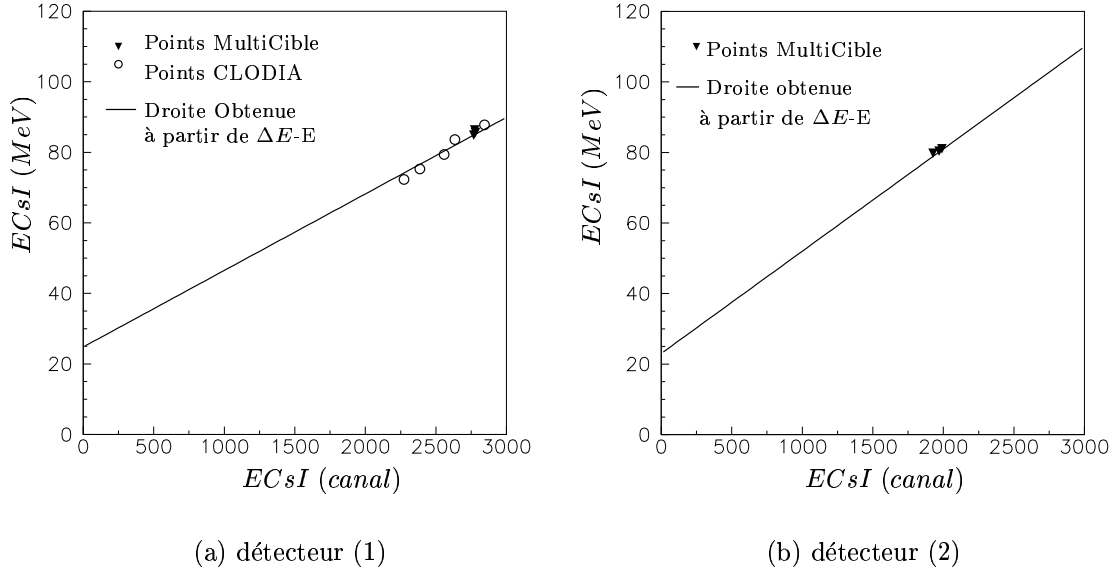 120
100
80
60
40
20
0
ECsI (MeV)
Points MultiCible
Points CLODIA
Droite Obtenue
à partir de ΔE-E
0 500 1000 1500 2000 2500 3000
ECsI (canal)
(a) détecteur (1)
120
100
80
60
40
20
0
ECsI (MeV)
Points MultiCible
Droite obtenue
à partir de ΔE-E
0 500 1000 1500 2000 2500 3000
ECsI (canal)
(b) détecteur (2)